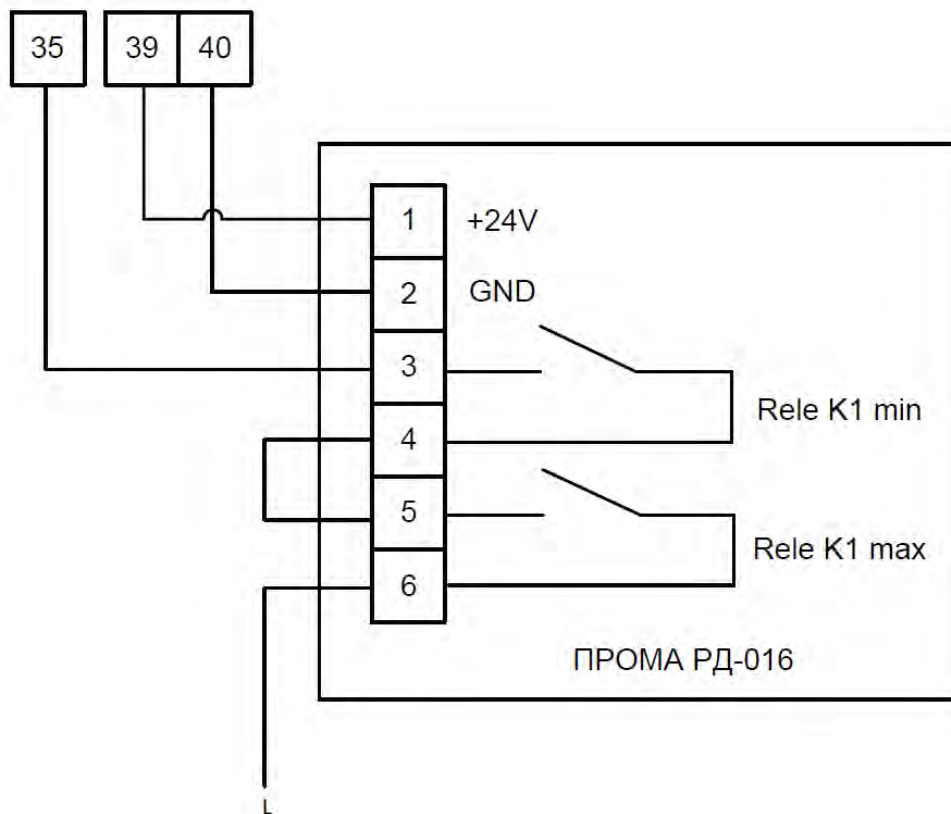 35 39 40
1 +24V
2 GND
3
Rele K1 min
4
5
Rele K1 max
6
ПРОМА РД-016
L